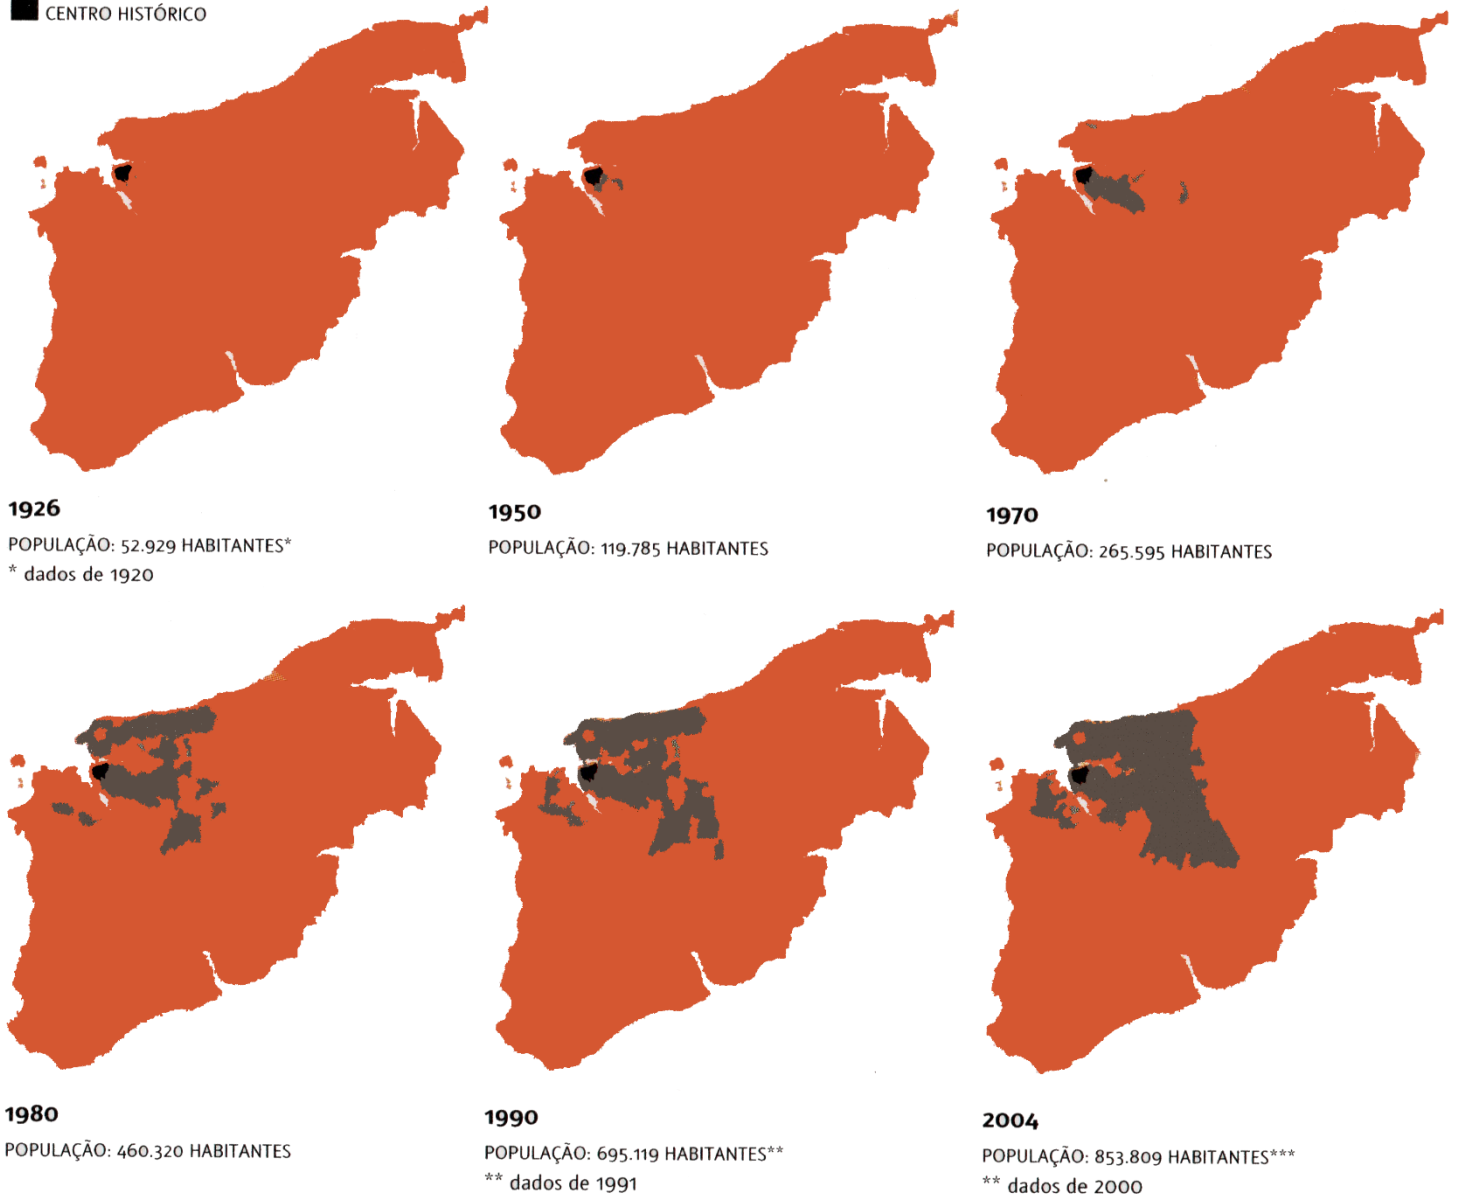 CENTRO HISTÓRICO
1926
POPULAÇÃO: 52.929 HABITANTES*
* dados de 1920
1950
POPULAÇÃO: 119.785 HABITANTES
1970
POPULAÇÃO: 265.595 HABITANTES
1980
POPULAÇÃO: 460.320 HABITANTES
1990
POPULAÇÃO: 695.119 HABITANTES**
** dados de 1991
2004
POPULAÇÃO: 853.809 HABITANTES***
** dados de 2000